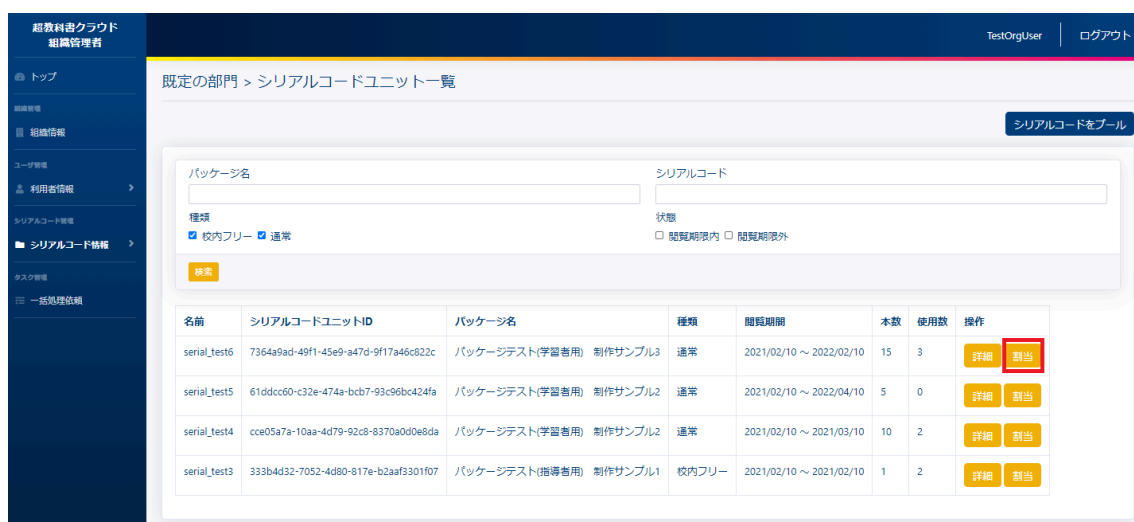 超教科書クラウド
組織管理者
TestOrgUser
ログアウト
トップ
組織管理
組織情報
ユーザ管理
利用者情報
シリアルコード管理
シリアルコード情報
タスク管理
一括処理依頼
既定の部門 > シリアルコードユニット一覧
シリアルコードをプール
パッケージ名 シリアルコード
種類 状態
校内フリー 通常 閲覧期限内 閲覧期限外
検索
名前 シリアルコードユニットID パッケージ名 種類 閲覧期間 本数 使用数 操作
serial_test6 7364a9ad-49f1-45e9-a47d-9f17a46c822c パッケージテスト(学習者用) 制作サンプル3 通常 2021/02/10 ～ 2022/02/10 15 3 詳細 割当
serial_test5 61ddcc60-c32e-474a-bcb7-93c96bc424fa パッケージテスト(学習者用) 制作サンプル2 通常 2021/02/10 ～ 2022/04/10 5 0 詳細 割当
serial_test4 cce05a7a-10aa-4d79-92c8-8370a0d0e8da パッケージテスト(学習者用) 制作サンプル2 通常 2021/02/10 ～ 2021/03/10 10 2 詳細 割当
serial_test3 333b4d32-7052-4d80-817e-b2aaf3301f07 パッケージテスト(指導者用) 制作サンプル1 校内フリー 2021/02/10 ～ 2021/02/10 1 2 詳細 割当